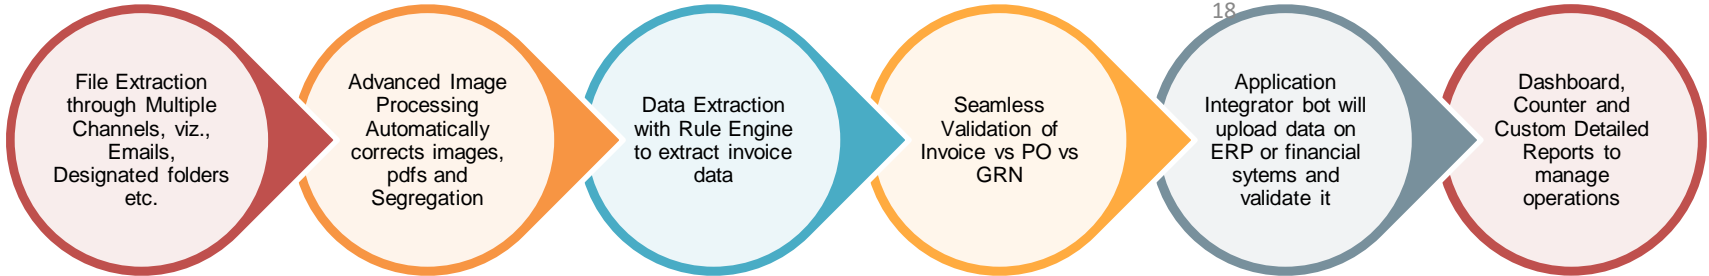 18
File Extraction
through Multiple
Channels, viz.,
Emails,
Designated folders
etc.
Advanced Image
Processing
Automatically
corrects images,
pdfs and
Segregation
Data Extraction
with Rule Engine
to extract invoice
data
Seamless
Validation of
Invoice vs PO vs
GRN
Application
Integrator bot will
upload data on
ERP or financial
sytems and
validate it
Dashboard,
Counter and
Custom Detailed
Reports to
manage
operations